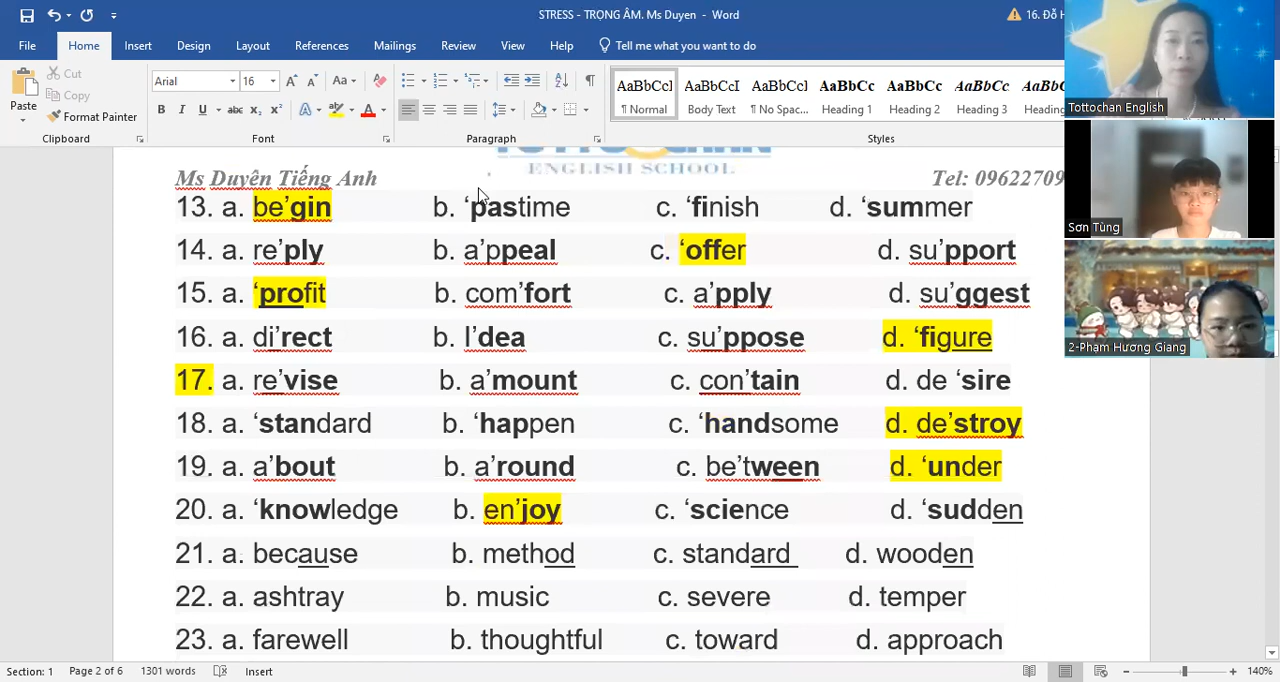 STRESS - TRỌNG ÂM. Ms Duyen - Word
16. Đỗ H
File Home Insert Design Layout References Mailings Review View Help Tell me what you want to do
Paste
Cut
Copy
Format Painter
Clipboard
Arial 16
Font
Paragraph
AaBbCcI AaBbCcI AaBbCcI AaBbCc AaBbCc AaBbCc AaBb
¶ Normal Body Text ¶ No Spac... Heading 1 Heading 2 Heading 3 Heading
Styles
Tottochan English
Sơn Tùng
2-Phạm Hương Giang
ENGLISH SCHOOL
Ms Duyên Tiếng Anh Tel: 09622709
13. a. be’gin b. ‘pastime c. ‘finish d. ‘summer
14. a. re’ply b. a’ppeal c. ‘offer d. su’pport
15. a. ‘profit b. com’fort c. a’pply d. su’ggest
16. a. di’rect b. I’dea c. su’ppose d. ‘figure
17. a. re’vise b. a’mount c. con’tain d. de ‘sire
18. a. ‘standard b. ‘happen c. ‘handsome d. de’stroy
19. a. a’bout b. a’round c. be’tween d. ‘under
20. a. ‘knowledge b. en’joy c. ‘science d. ‘sudden
21. a. because b. method c. standard d. wooden
22. a. ashtray b. music c. severe d. temper
23. a. farewell b. thoughtful c. toward d. approach
Section: 1 Page 2 of 6 1301 words Insert 140%